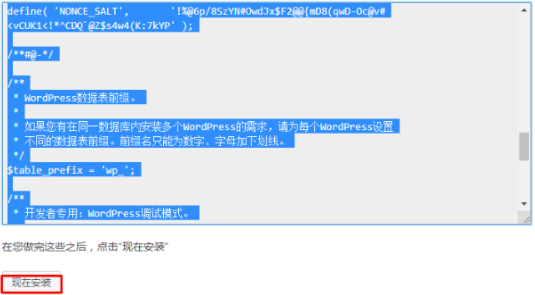 define( 'NONCE_SALT', '!%@6p/8SzYN#OwdJx$F2@@{mD8(qwD-Oc@v#
<vCUK1<!*^CDQ`@Z$s4w4(K:7kYP' );
/**#@-*/
/**
* WordPress数据表前缀。
*
* 如果您有在同一数据库内安装多个WordPress的需求，请为每个WordPress设置
* 不同的数据表前缀。前缀名只能为数字、字母加下划线。
*/
$table_prefix = 'wp_';
/**
* 开发者专用：WordPress调试模式。
在您做完这些之后，点击“现在安装”
现在安装